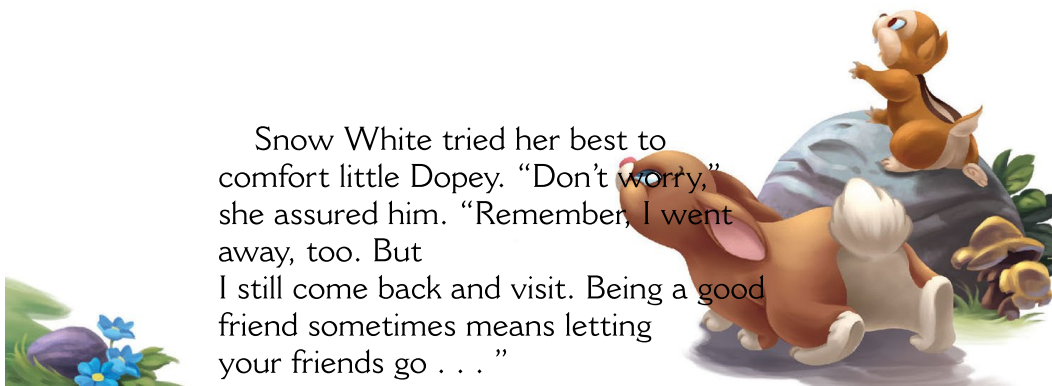 Snow White tried her best to
comfort little Dopey. “Don’t worry,”
she assured him. “Remember, I went
away, too. But
I still come back and visit. Being a good
friend sometimes means letting
your friends go . . .”